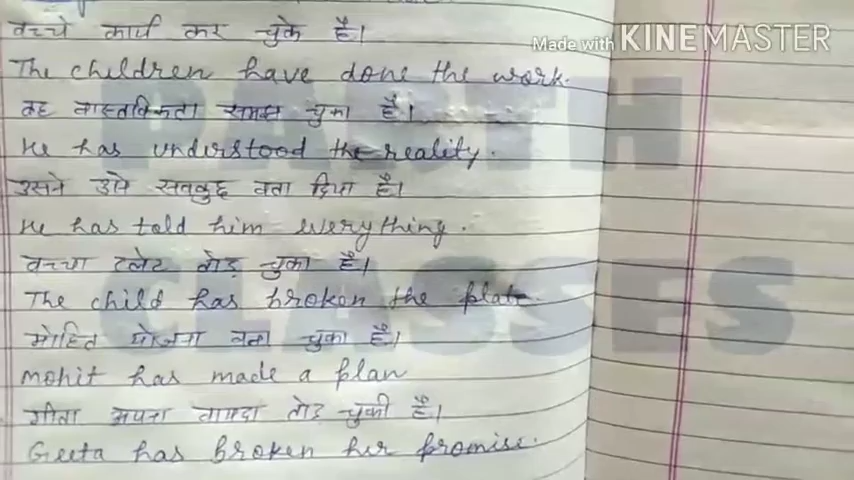 Made with KINEMASTER
बच्चे कार्य कर चुके है।
The children have done the work.
वह वास्तविकता समझ चुका है।
He has understood the reality.
उसने उसे सबकुछ बता दिया है।
He has told him everything.
बच्चा प्लेट तोड़ चुका है।
The child has broken the plate
मोहित योजना बना चुका है।
Mohit has made a plan
गीता अपना वायदा तोड़ चुकी है।
Geeta has broken her promise.
CLASSES